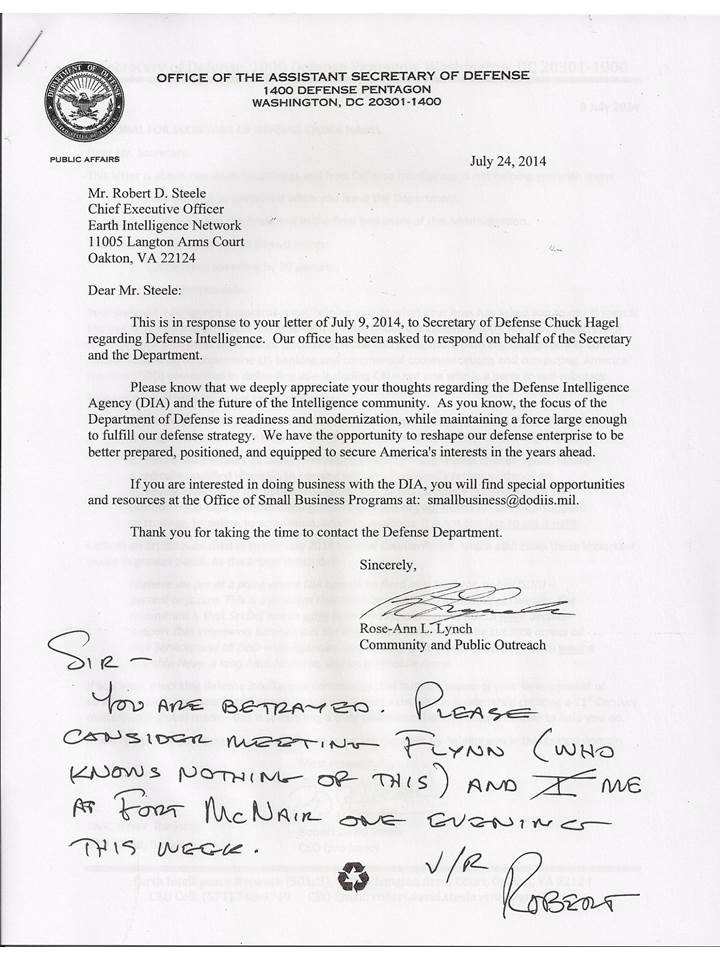 OFFICE OF THE ASSISTANT SECRETARY OF DEFENSE
1400 DEFENSE PENTAGON
WASHINGTON, DC 20301-1400
DEPARTMENT OF DEFENSE
UNITED STATES OF AMERICA
PUBLIC AFFAIRS
July 24, 2014
Mr. Robert D. Steele
Chief Executive Officer
Earth Intelligence Network
11005 Langton Arms Court
Oakton, VA 22124
Dear Mr. Steele:
This is in response to your letter of July 9, 2014, to Secretary of Defense Chuck Hagel
regarding Defense Intelligence. Our office has been asked to respond on behalf of the Secretary
and the Department.
Please know that we deeply appreciate your thoughts regarding the Defense Intelligence
Agency (DIA) and the future of the Intelligence community. As you know, the focus of the
Department of Defense is readiness and modernization, while maintaining a force large enough
to fulfill our defense strategy. We have the opportunity to reshape our defense enterprise to be
better prepared, positioned, and equipped to secure America's interests in the years ahead.
If you are interested in doing business with the DIA, you will find special opportunities
and resources at the Office of Small Business Programs at: smallbusiness@dodiis.mil.
Thank you for taking the time to contact the Defense Department.
Sincerely,
Rose-Ann L. Lynch
Community and Public Outreach
SIR –
YOU ARE BETRAYED. PLEASE
CONSIDER MEETING FLYNN (WHO
KNOWS NOTHING OF THIS) AND ME
AT FORT MCNAIR ONE EVENING
THIS WEEK.
V/R
ROBERT